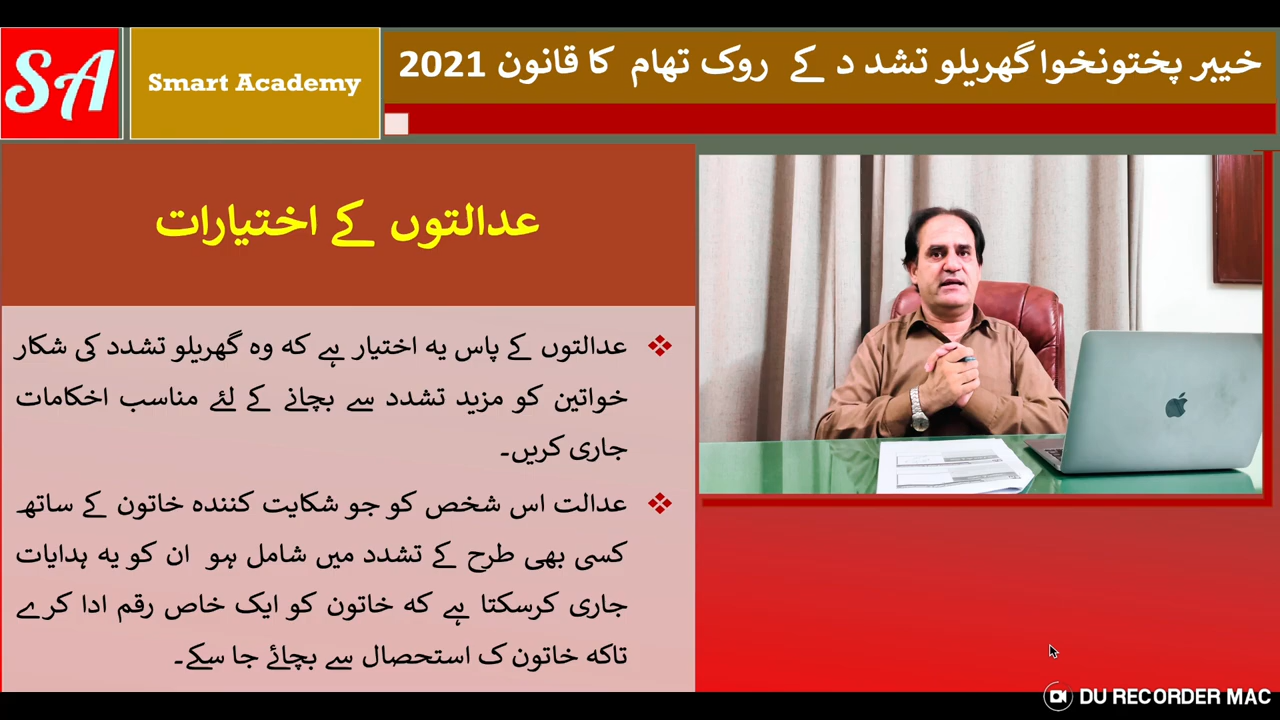 SA
Smart Academy
خیبر پختونخوا گھریلو تشد د کے روک تھام کا قانون 2021
عدالتوں کے اختیارات
عدالتوں کے پاس یہ اختیار ہے کہ وہ گھریلو تشدد کی شکار
خواتین کو مزید تشدد سے بچانے کے لئے مناسب اخکامات
جاری کریں۔
عدالت اس شخص کو جو شکایت کنندہ خاتون کے ساتھ
کسی بھی طرح کے تشدد میں شامل ہو ان کو یہ ہدایات
جاری کرسکتا ہے کہ خاتون کو ایک خاص رقم ادا کرے
تاکہ خاتون ک استحصال سے بچائے جا سکے۔
DU RECORDER MAC